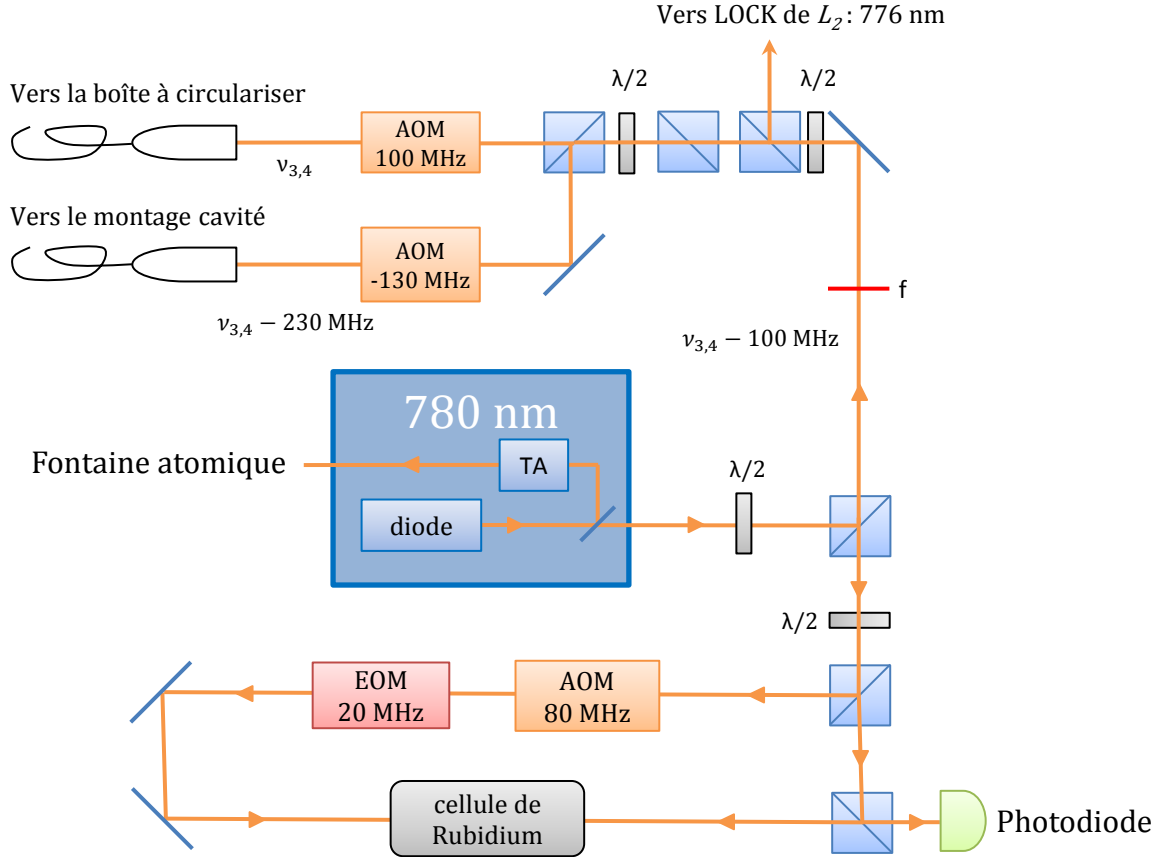 Vers LOCK de L2 : 776 nm
λ/2
λ/2
Vers la boîte à circulariser
AOM
100 MHz
ν3,4
Vers le montage cavité
AOM
-130 MHz
ν3,4 − 230 MHz
f
ν3,4 − 100 MHz
780 nm
Fontaine atomique
TA
diode
λ/2
λ/2
EOM
20 MHz
AOM
80 MHz
cellule de
Rubidium
Photodiode